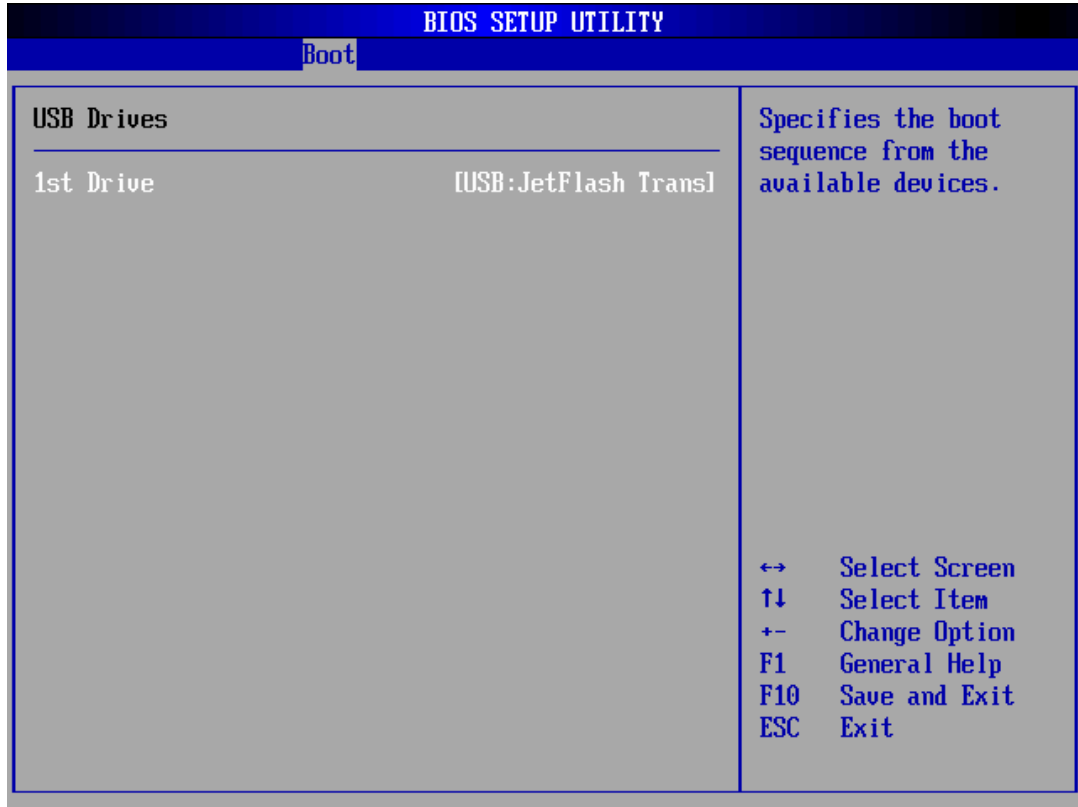 BIOS SETUP UTILITY
Boot
USB Drives
1st Drive [USB:JetFlash Trans]
Specifies the boot
sequence from the
available devices.
←→ Select Screen
↑↓ Select Item
+- Change Option
F1 General Help
F10 Save and Exit
ESC Exit